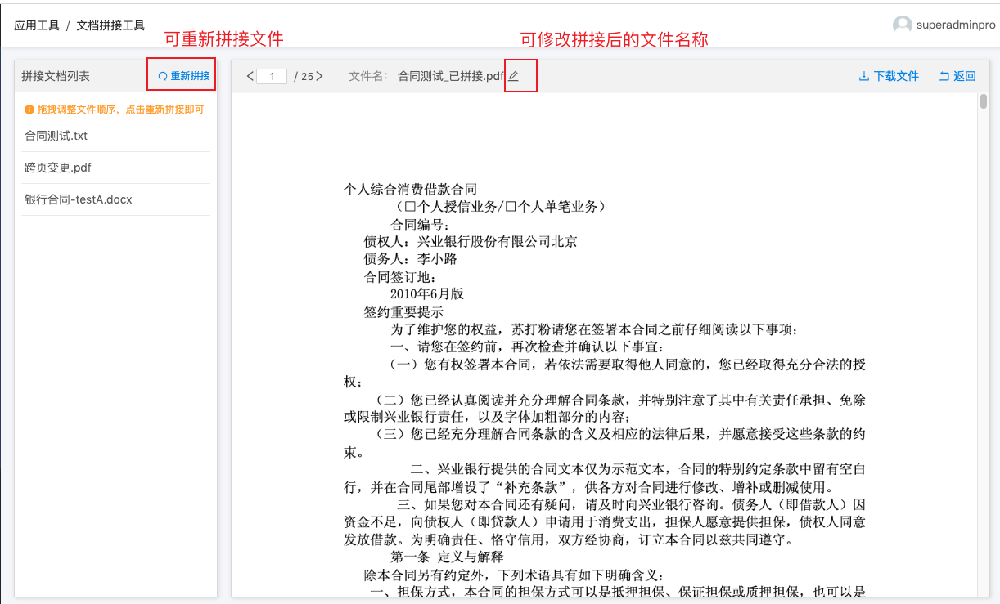 应用工具 / 文档拼接工具
superadminpro
可重新拼接文件
可修改拼接后的文件名称
拼接文档列表
重新拼接
拖拽调整文件顺序，点击重新拼接即可
合同测试.txt
跨页变更.pdf
银行合同-testA.docx
1 / 25
文件名： 合同测试_已拼接.pdf
下载文件
返回
个人综合消费借款合同
（□个人授信业务/□个人单笔业务）
合同编号：
债权人：兴业银行股份有限公司北京
债务人：李小路
合同签订地：
2010年6月版
签约重要提示
为了维护您的权益，苏打粉请您在签署本合同之前仔细阅读以下事项：
一、请您在签约前，再次检查并确认以下事宜：
（一）您有权签署本合同，若依法需要取得他人同意的，您已经取得充分合法的授
权；
（二）您已经认真阅读并充分理解合同条款，并特别注意了其中有关责任承担、免除
或限制兴业银行责任，以及字体加粗部分的内容；
（三）您已经充分理解合同条款的含义及相应的法律后果，并愿意接受这些条款的约
束。
二、兴业银行提供的合同文本仅为示范文本，合同的特别约定条款中留有空白
行，并在合同尾部增设了“补充条款”，供各方对合同进行修改、增补或删减使用。
三、如果您对本合同还有疑问，请及时向兴业银行咨询。债务人（即借款人）因
资金不足，向债权人（即贷款人）申请用于消费支出，担保人愿意提供担保，债权人同意
发放借款。为明确责任、恪守信用，双方经协商，订立本合同以兹共同遵守。
第一条 定义与解释
除本合同另有约定外，下列术语具有如下明确含义：
一、担保方式，本合同的担保方式可以是抵押担保、保证担保或质押担保，也可以是